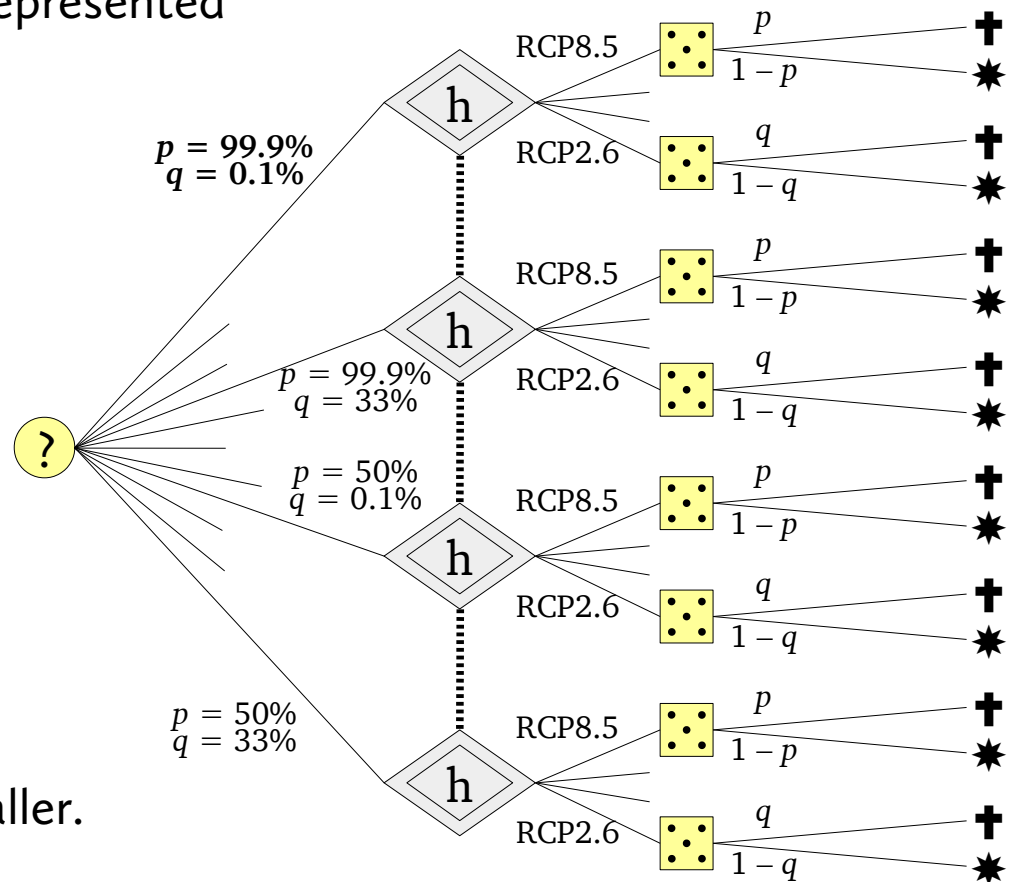 epresented
p
RCP8.5
1 – p
h
p = 99.9%
q = 0.1%
q
RCP2.6
1 – q
p
RCP8.5
1 – p
h
q
p = 99.9%
RCP2.6
q = 33%
1 – q
?
p = 50%
q = 0.1%
p
RCP8.5
1 – p
h
q
RCP2.6
1 – q
p = 50%
q = 33%
p
RCP8.5
1 – p
h
q
RCP2.6
1 – q
aller.